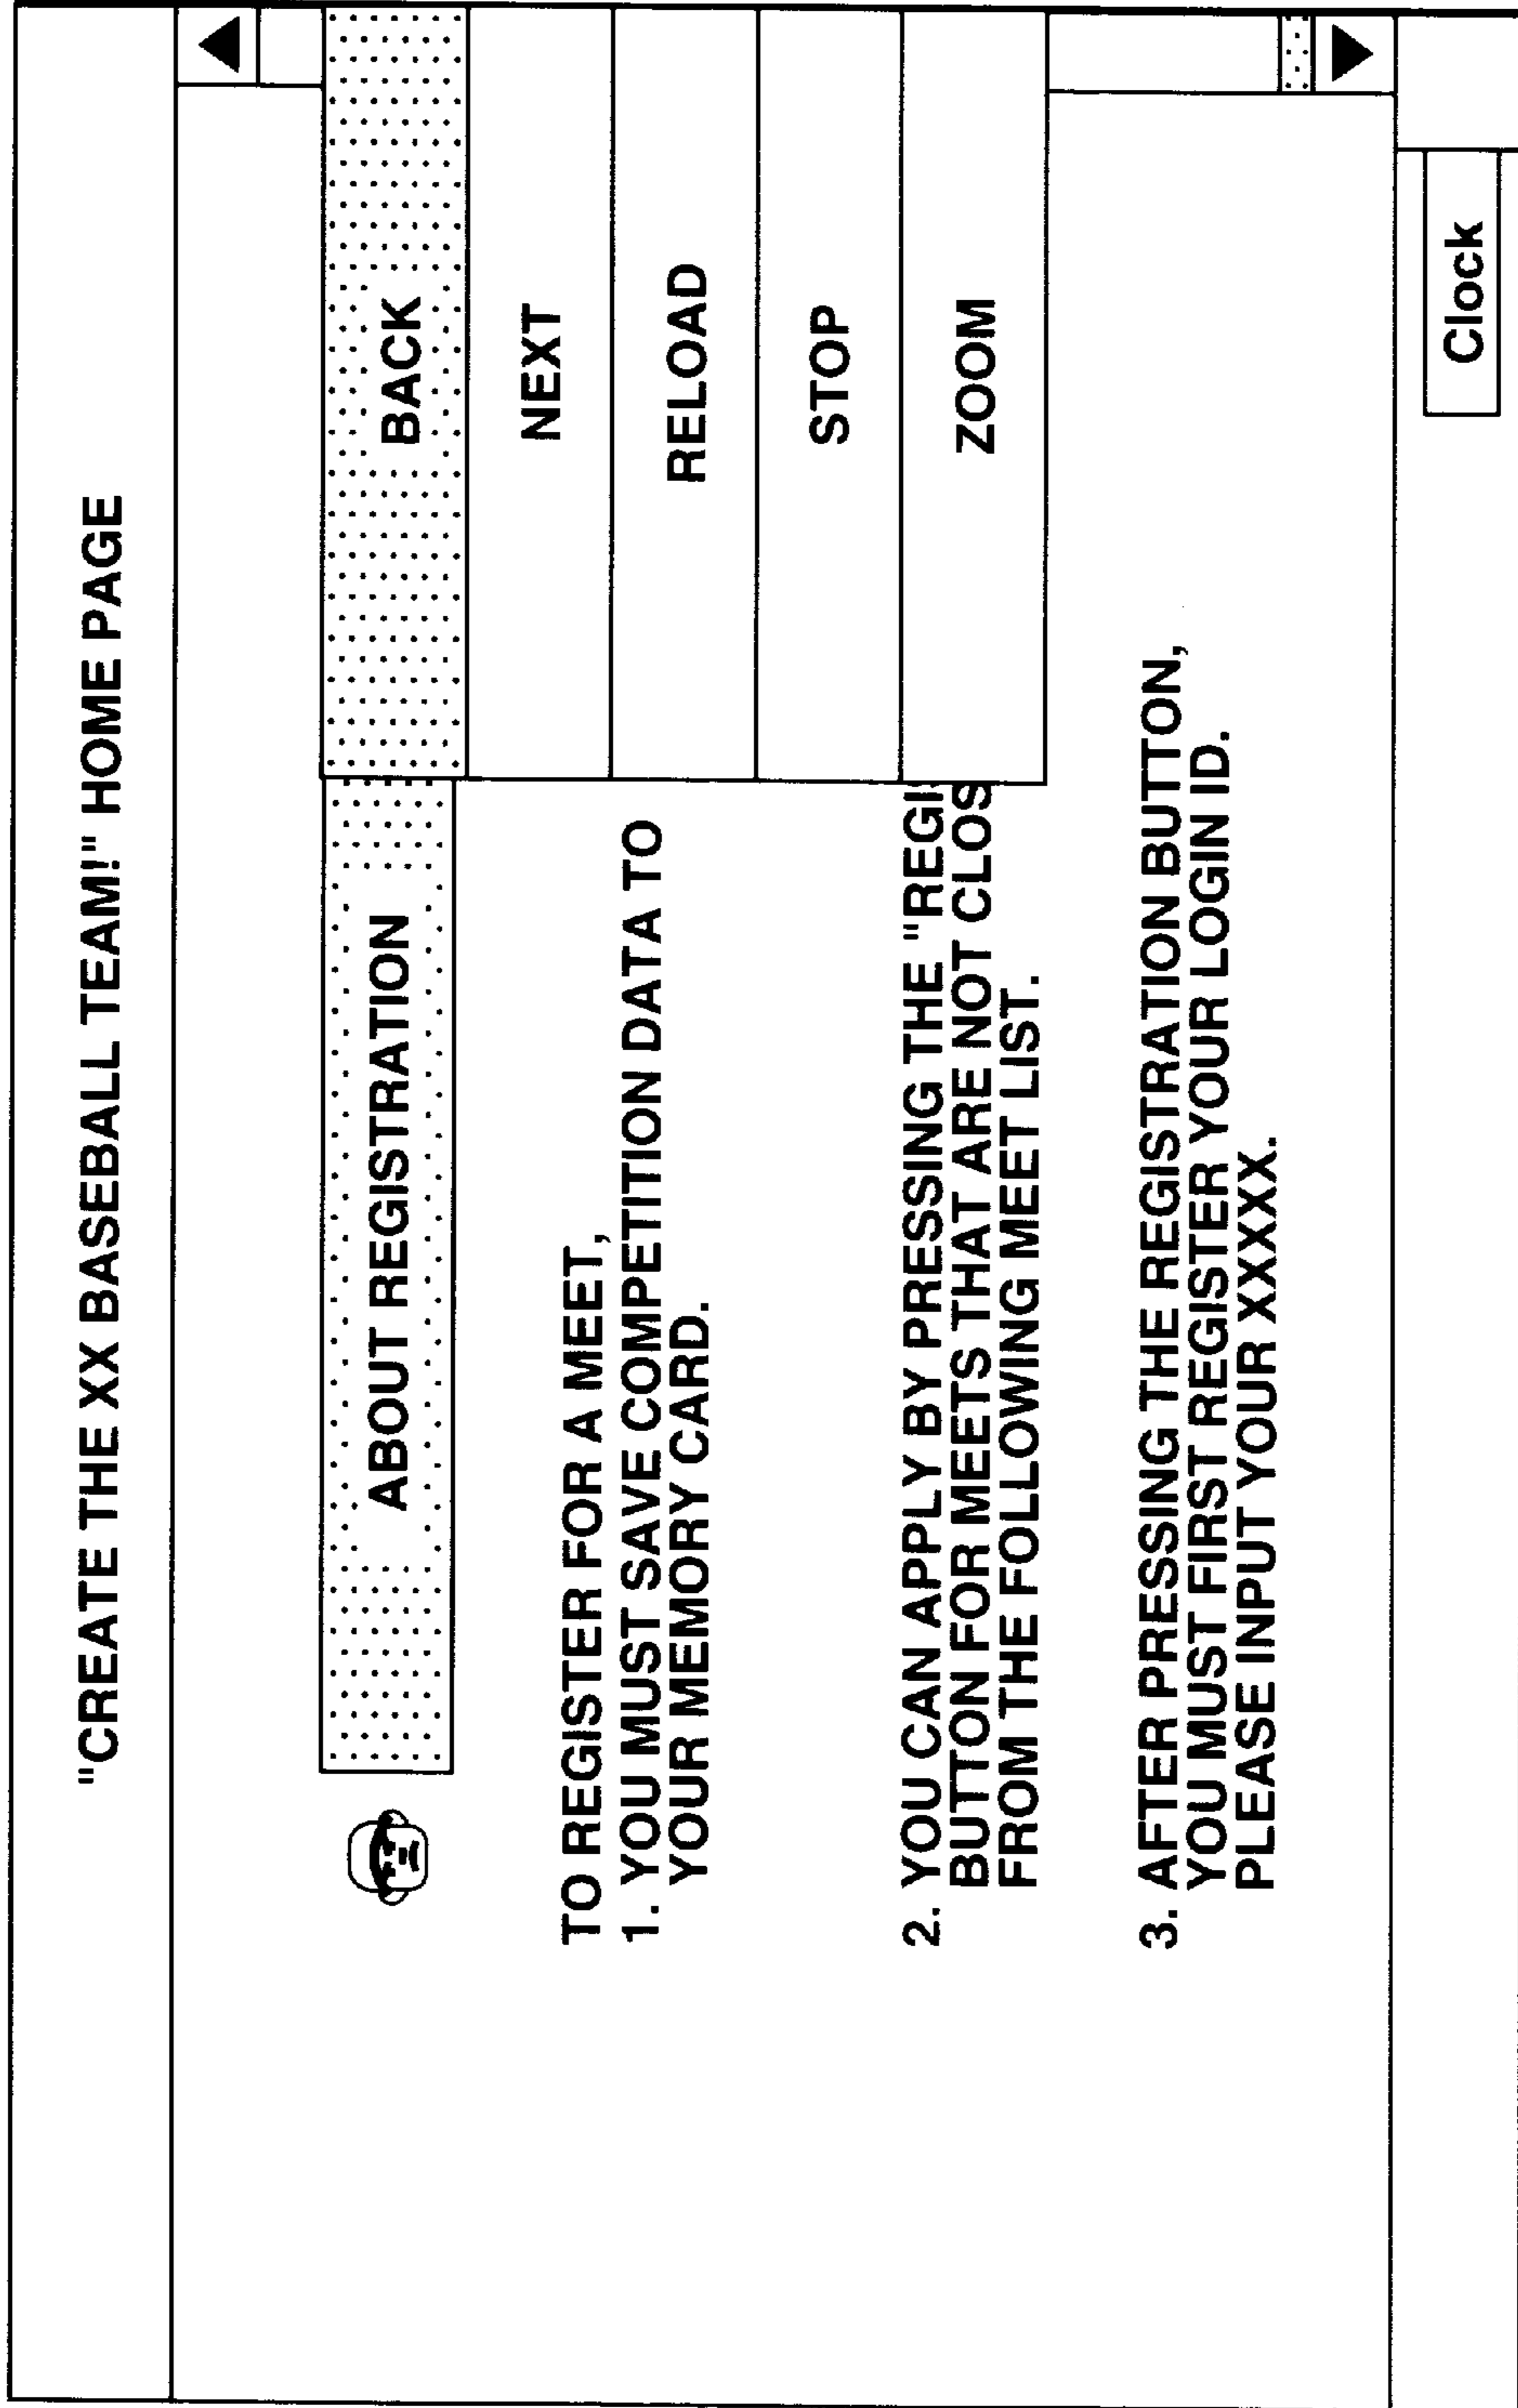 "CREATE THE XX BASEBALL TEAM!" HOME PAGE
ABOUT REGISTRATION
BACK
NEXT
RELOAD
STOP
ZOOM
TO REGISTER FOR A MEET,
1. YOU MUST SAVE COMPETITION DATA TO
YOUR MEMORY CARD.
2. YOU CAN APPLY BY PRESSING THE "REGI
BUTTON FOR MEETS THAT ARE NOT CLOS
FROM THE FOLLOWING MEET LIST.
3. AFTER PRESSING THE REGISTRATION BUTTON,
YOU MUST FIRST REGISTER YOUR LOGIN ID.
PLEASE INPUT YOUR XXXXX.
Clock